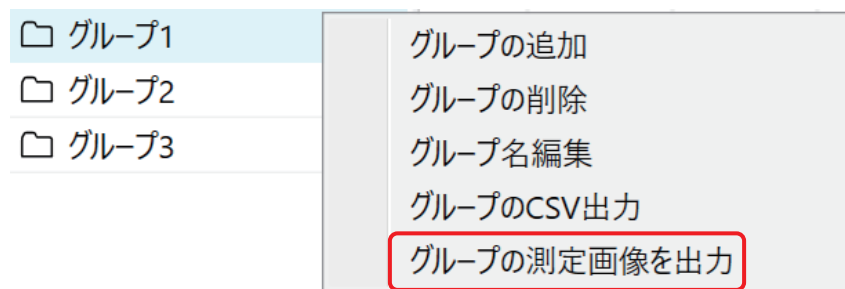 グループ1
グループ2
グループ3
グループの追加
グループの削除
グループ名編集
グループのCSV出力
グループの測定画像を出力